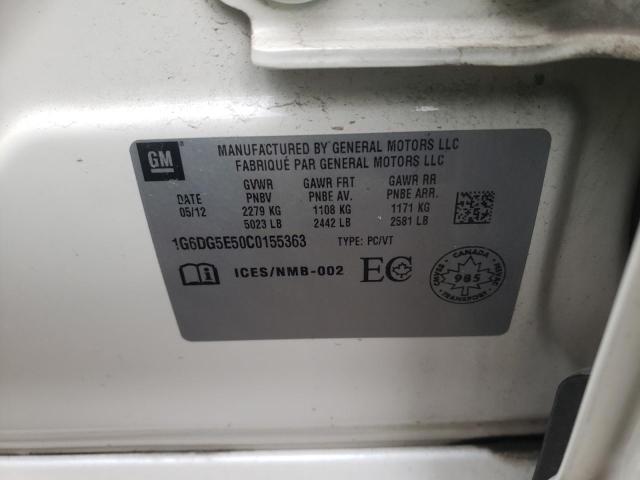 GM
MANUFACTURED BY GENERAL MOTORS LLC
FABRIQUÉ PAR GENERAL MOTORS LLC
GVWR GAWR FRT GAWR RR
DATE PNBV PNBE AV. PNBE ARR.
05/12 2279 KG 1108 KG 1171 KG
5023 LB 2442 LB 2581 LB
1G6DG5E50C0155363 TYPE: PC/VT
ICES/NMB-002 EC
CANADA
985
TRANSPORT